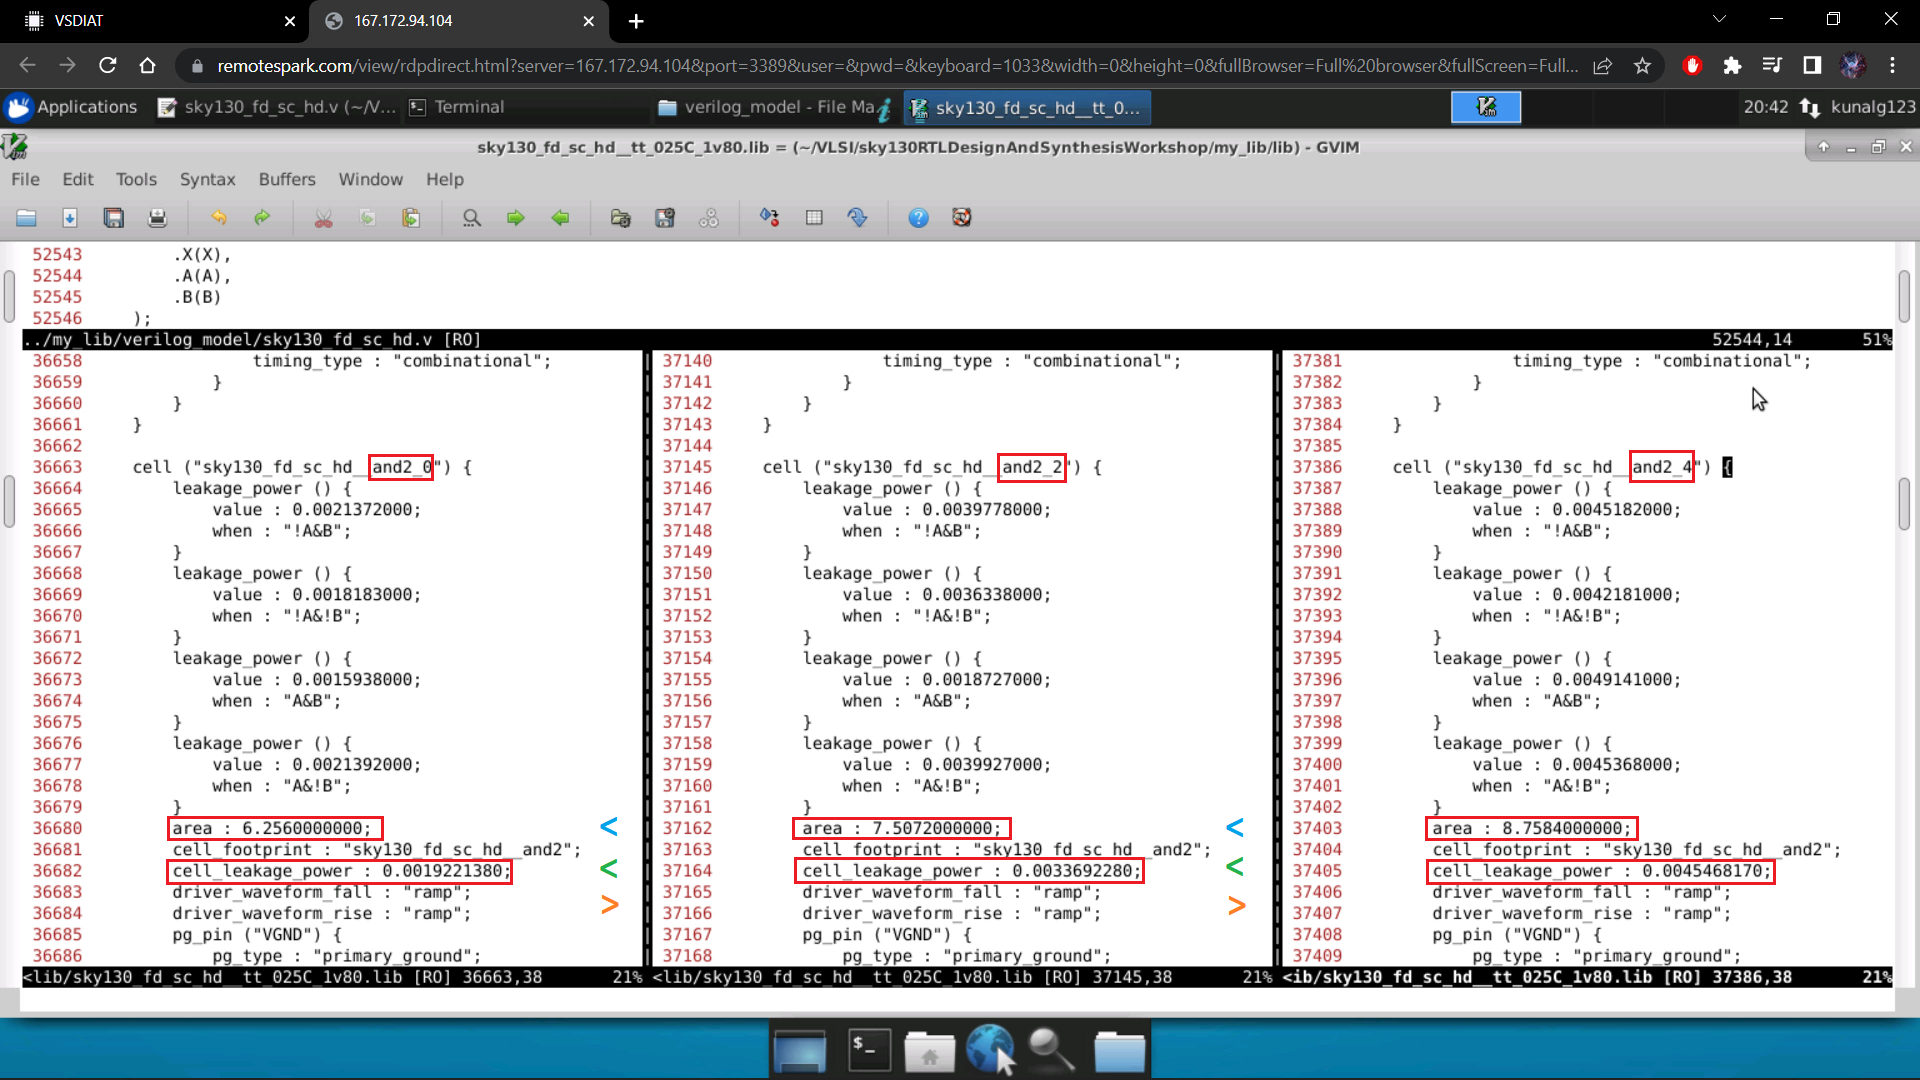 VSDIAT
167.172.94.104
remotespark.com/view/rdpdirect.html?server=167.172.94.104&port=3389&user=&pwd=&keyboard=1033&width=0&height=0&fullBrowser=Full%20browser&fullScreen=Full...
Applications sky130_fd_sc_hd.v (~/V... Terminal verilog_model - File Ma sky130_fd_sc_hd__tt_0... 20:42 kunalg123
sky130_fd_sc_hd__tt_025C_1v80.lib = (~/VLSI/sky130RTLDesignAndSynthesisWorkshop/my_lib/lib) - GVIM
File Edit Tools Syntax Buffers Window Help
52543 .X(X),
52544 .A(A),
52545 .B(B)
52546 );
../my_lib/verilog_model/sky130_fd_sc_hd.v [RO] 52544,14 51%
36658 timing_type : "combinational";
36659 }
36660 }
36661 }
36662
36663 cell ("sky130_fd_sc_hd__and2_0") {
36664 leakage_power () {
36665 value : 0.0021372000;
36666 when : "!A&B";
36667 }
36668 leakage_power () {
36669 value : 0.0018183000;
36670 when : "!A&!B";
36671 }
36672 leakage_power () {
36673 value : 0.0015938000;
36674 when : "A&B";
36675 }
36676 leakage_power () {
36677 value : 0.0021392000;
36678 when : "A&!B";
36679 }
36680 area : 6.2560000000; <
36681 cell_footprint : "sky130_fd_sc_hd__and2";
36682 cell_leakage_power : 0.0019221380; <
36683 driver_waveform_fall : "ramp"; >
36684 driver_waveform_rise : "ramp";
36685 pg_pin ("VGND") {
36686 pg_type : "primary_ground";
<lib/sky130_fd_sc_hd__tt_025C_1v80.lib [RO] 36663,38 21%
37140 timing_type : "combinational";
37141 }
37142 }
37143 }
37144
37145 cell ("sky130_fd_sc_hd__and2_2") {
37146 leakage_power () {
37147 value : 0.0039778000;
37148 when : "!A&B";
37149 }
37150 leakage_power () {
37151 value : 0.0036338000;
37152 when : "!A&!B";
37153 }
37154 leakage_power () {
37155 value : 0.0018727000;
37156 when : "A&B";
37157 }
37158 leakage_power () {
37159 value : 0.0039927000;
37160 when : "A&!B";
37161 }
37162 area : 7.5072000000; <
37163 cell_footprint : "sky130_fd_sc_hd__and2";
37164 cell_leakage_power : 0.0033692280; <
37165 driver_waveform_fall : "ramp"; >
37166 driver_waveform_rise : "ramp";
37167 pg_pin ("VGND") {
37168 pg_type : "primary_ground";
<lib/sky130_fd_sc_hd__tt_025C_1v80.lib [RO] 37145,38 21%
37381 timing_type : "combinational";
37382 }
37383 }
37384 }
37385
37386 cell ("sky130_fd_sc_hd__and2_4") {
37387 leakage_power () {
37388 value : 0.0045182000;
37389 when : "!A&B";
37390 }
37391 leakage_power () {
37392 value : 0.0042181000;
37393 when : "!A&!B";
37394 }
37395 leakage_power () {
37396 value : 0.0049141000;
37397 when : "A&B";
37398 }
37399 leakage_power () {
37400 value : 0.0045368000;
37401 when : "A&!B";
37402 }
37403 area : 8.7584000000;
37404 cell_footprint : "sky130_fd_sc_hd__and2";
37405 cell_leakage_power : 0.0045468170;
37406 driver_waveform_fall : "ramp";
37407 driver_waveform_rise : "ramp";
37408 pg_pin ("VGND") {
37409 pg_type : "primary_ground";
<ib/sky130_fd_sc_hd__tt_025C_1v80.lib [RO] 37386,38 21%